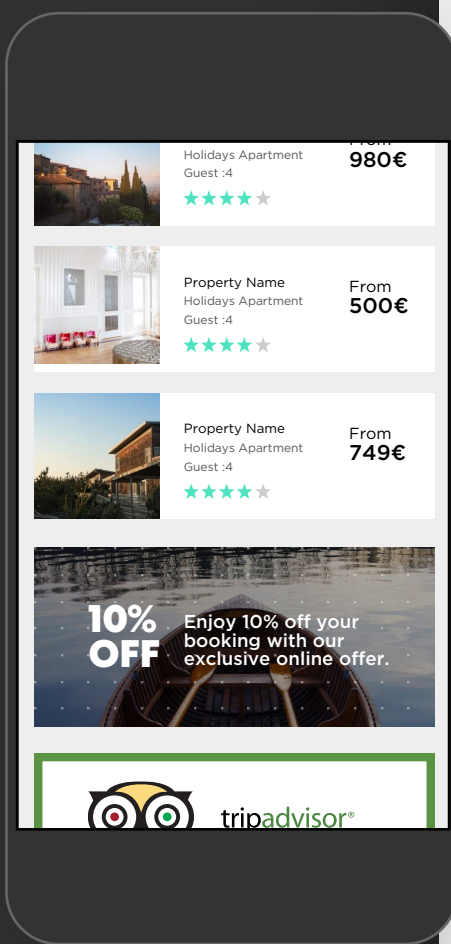 From
Holidays Apartment
980€
Guest :4
Property Name
From
Holidays Apartment
500€
Guest :4
Property Name
From
Holidays Apartment
749€
Guest :4
10%
OFF
Enjoy 10% off your
booking with our
exclusive online offer.
tripadvisor®